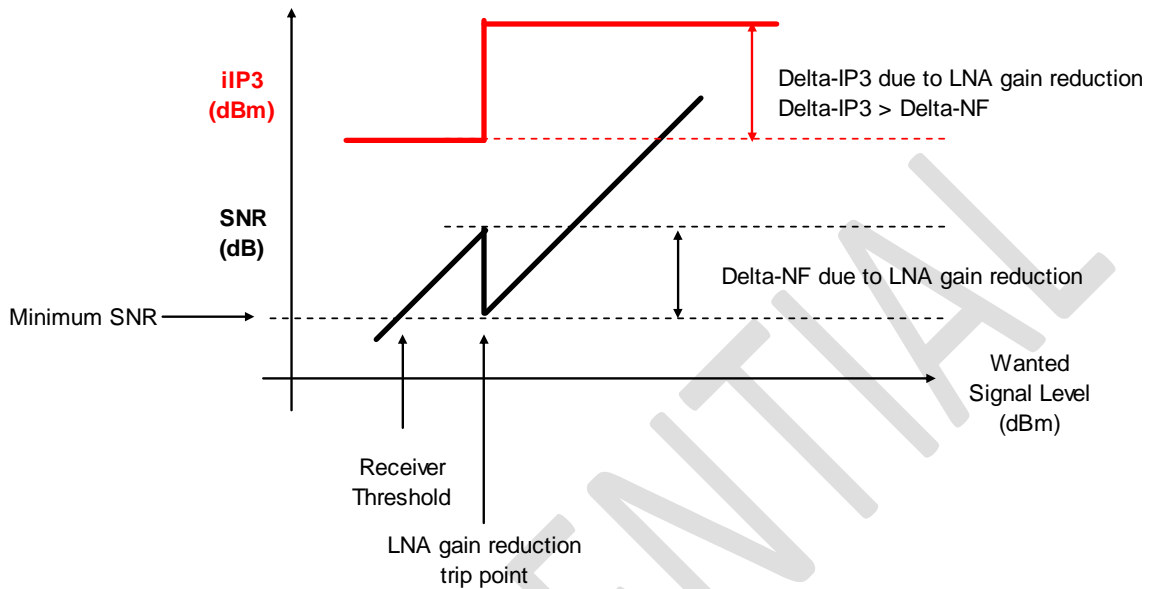 iIP3
(dBm)
Delta-IP3 due to LNA gain reduction
Delta-IP3 > Delta-NF
SNR
(dB)
Delta-NF due to LNA gain reduction
Minimum SNR
Wanted
Signal Level
(dBm)
Receiver
Threshold
LNA gain reduction
trip point
ENTIAL